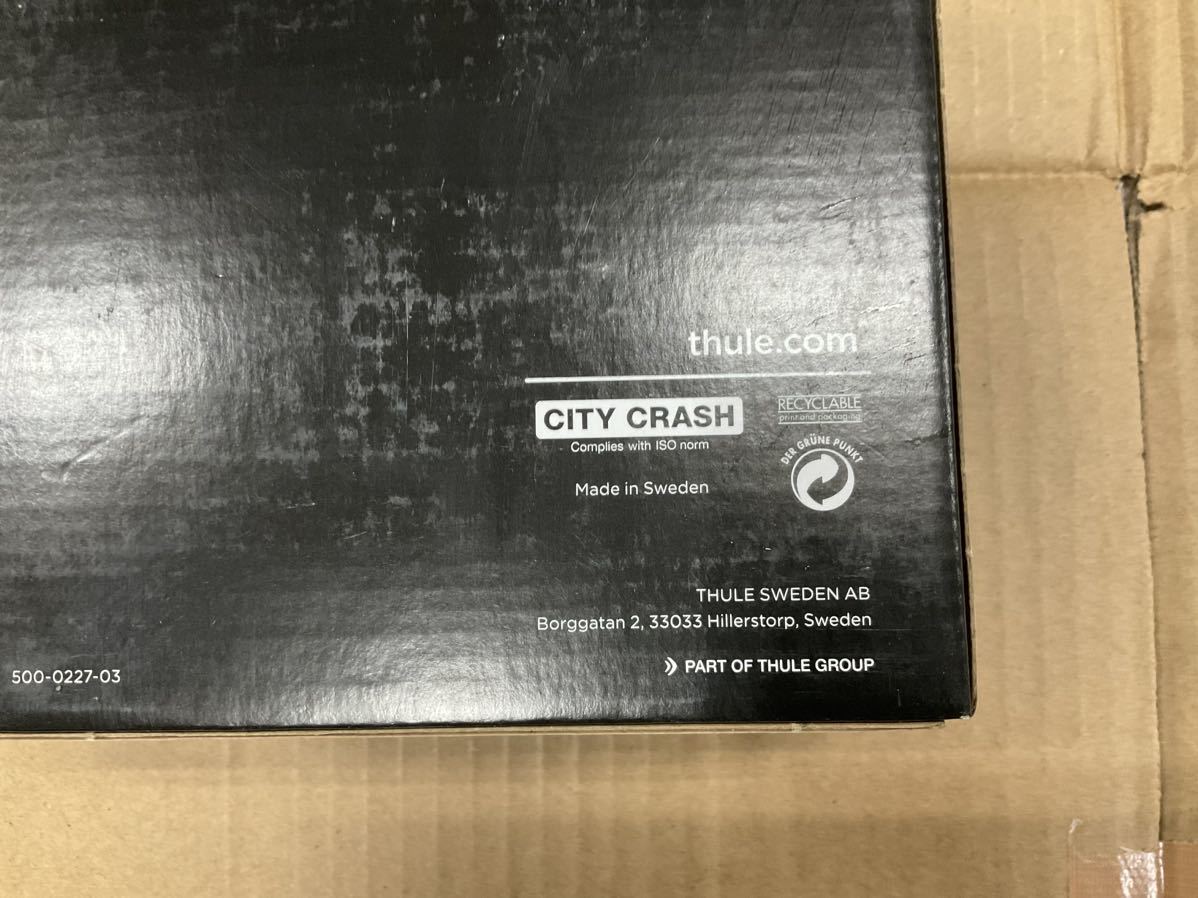 thule.com
CITY CRASH
Complies with ISO norm
RECYCLABLE
print and packaging
DER GRÜNE PUNKT
Made in Sweden
THULE SWEDEN AB
Borggatan 2, 33033 Hillerstorp, Sweden
PART OF THULE GROUP
500-0227-03